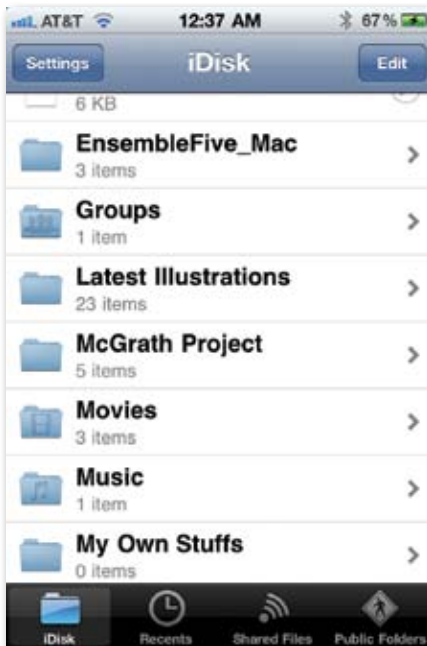 AT&T 12:37 AM 67%
Settings iDisk Edit
6 KB
EnsembleFive_Mac
3 items
Groups
1 item
Latest Illustrations
23 items
McGrath Project
5 items
Movies
3 items
Music
1 item
My Own Stuffs
0 items
iDisk Recents Shared Files Public Folders